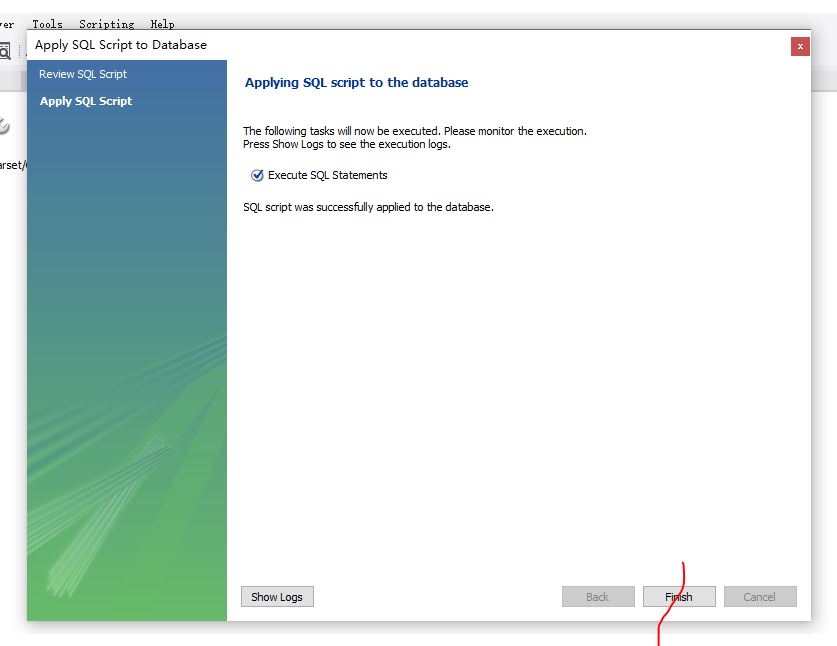 Tools Scripting Help
Apply SQL Script to Database
x
Review SQL Script
Apply SQL Script
Applying SQL script to the database
The following tasks will now be executed. Please monitor the execution.
Press Show Logs to see the execution logs.
Execute SQL Statements
SQL script was successfully applied to the database.
Show Logs
Back
Finish
Cancel